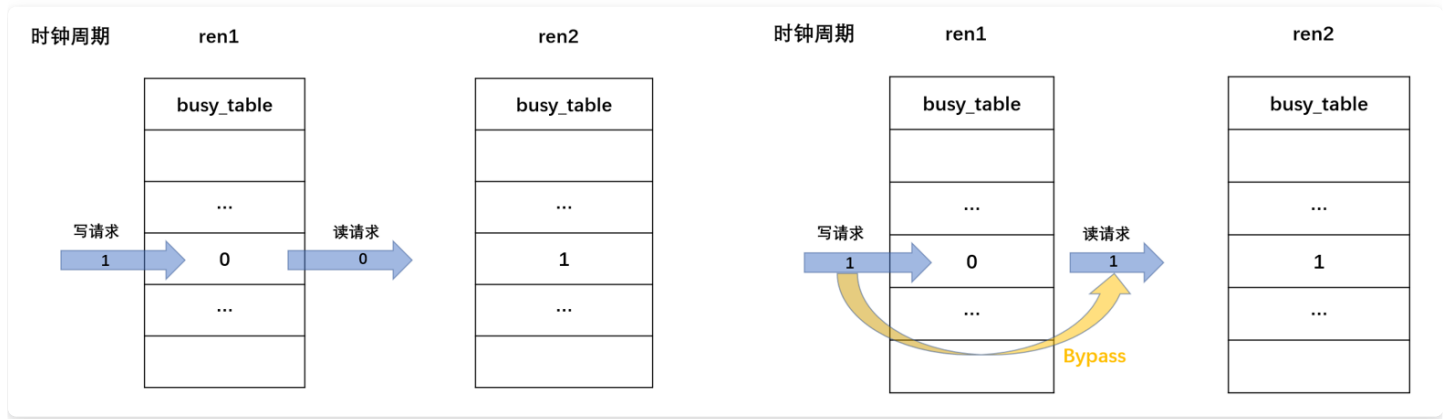 时钟周期 ren1 ren2
busy_table busy_table
... ...
写请求 读请求
1 0 0 1
... ...
时钟周期 ren1 ren2
busy_table busy_table
... ...
写请求 读请求
1 0 1 1
... ...
Bypass